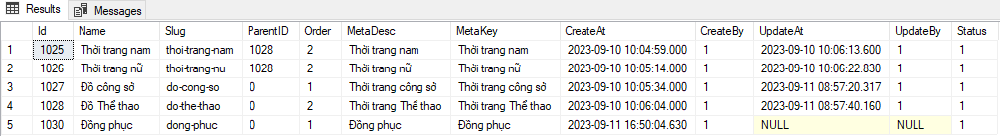 Results Messages
Id Name Slug ParentID Order MetaDesc MetaKey CreateAt CreateBy UpdateAt UpdateBy Status
1 1025 Thời trang nam thoi-trang-nam 1028 2 Thời trang nam Thời trang nam 2023-09-10 10:04:59.000 1 2023-09-10 10:06:13.600 1 1
2 1026 Thời trang nữ thoi-trang-nu 1028 2 Thời trang nữ Thời trang nữ 2023-09-10 10:05:14.000 1 2023-09-10 10:06:22.830 1 1
3 1027 Đồ công sở do-cong-so 0 1 Thời trang công sở Thời trang công sở 2023-09-10 10:05:34.000 1 2023-09-11 08:57:20.317 1 1
4 1028 Đồ Thể thao do-the-thao 0 2 Thời trang Thể thao Thời trang Thể thao 2023-09-10 10:06:04.000 1 2023-09-11 08:57:40.160 1 1
5 1030 Đồng phục dong-phuc 0 1 Đồng phục Đồng phục 2023-09-11 16:50:04.630 1 NULL NULL 1